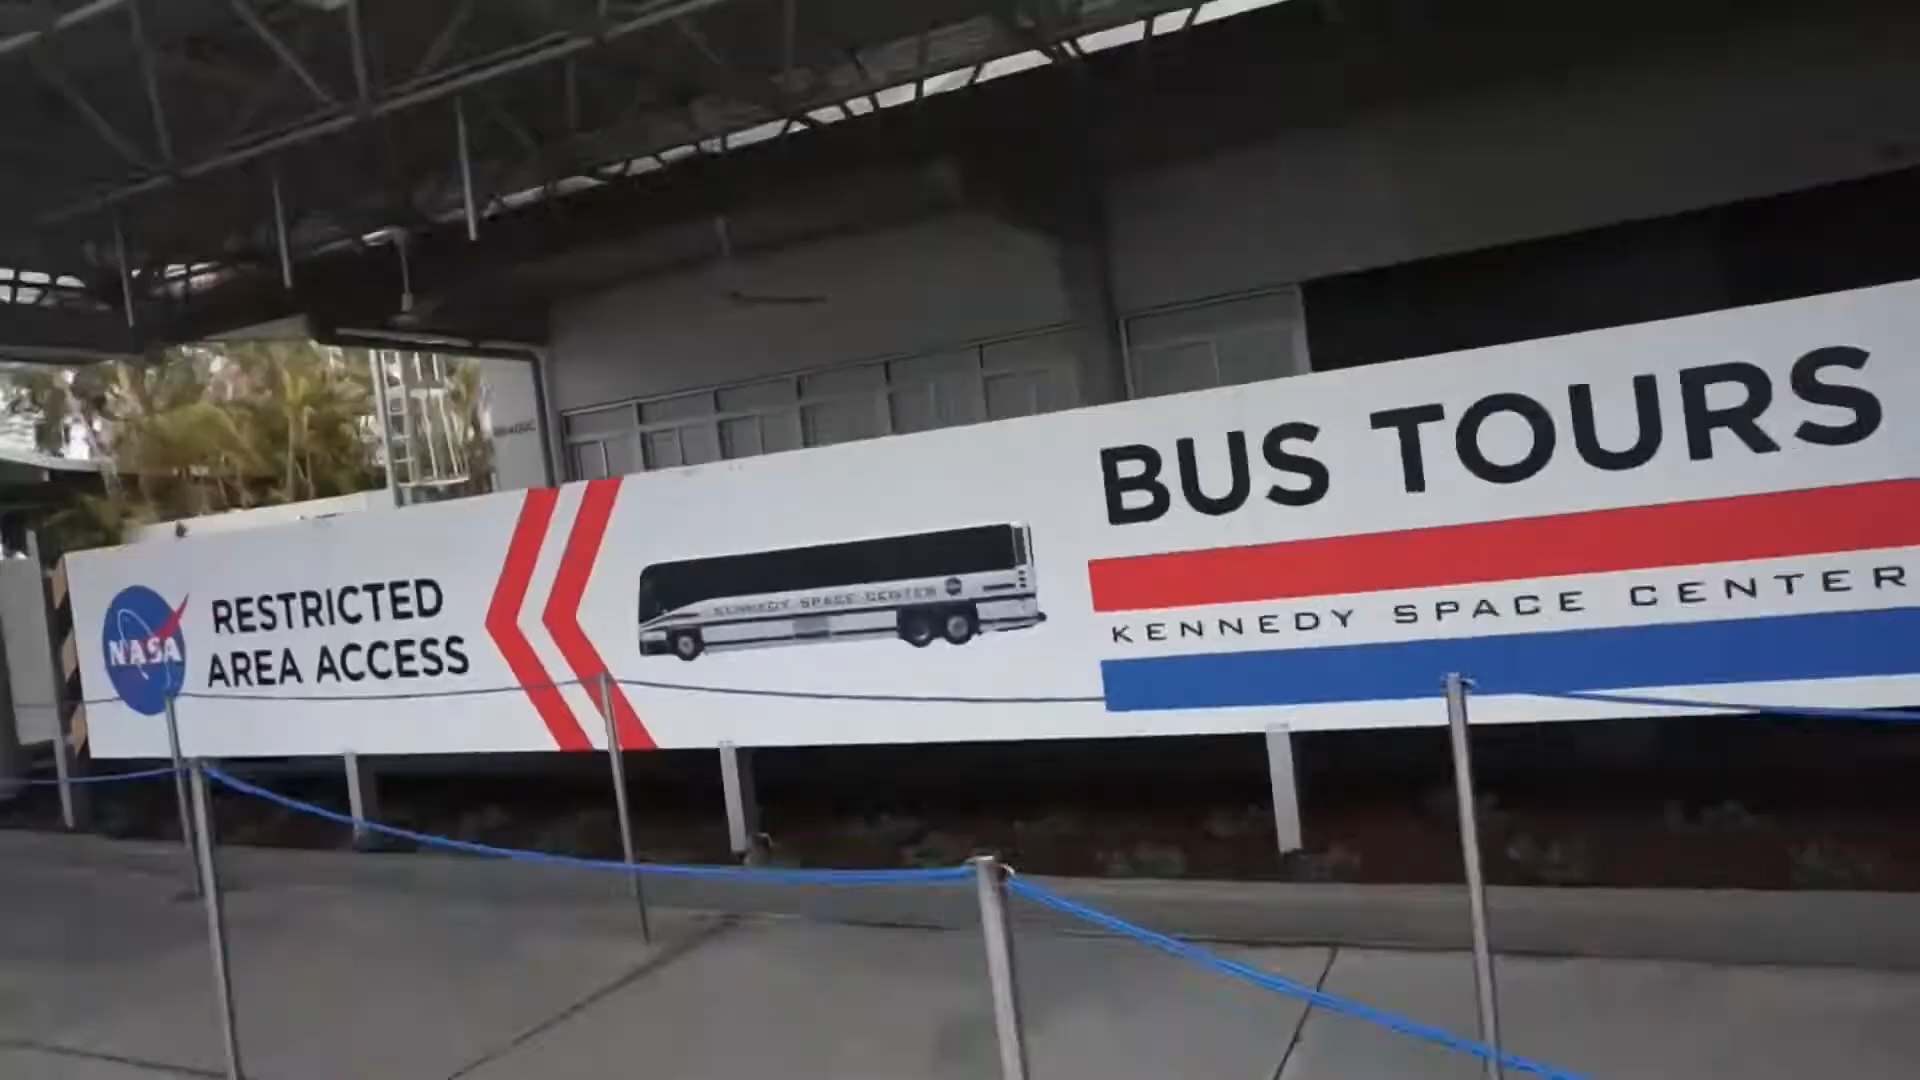 NASA
RESTRICTED
AREA ACCESS
KENNEDY SPACE CENTER
BUS TOURS
KENNEDY SPACE CENTER